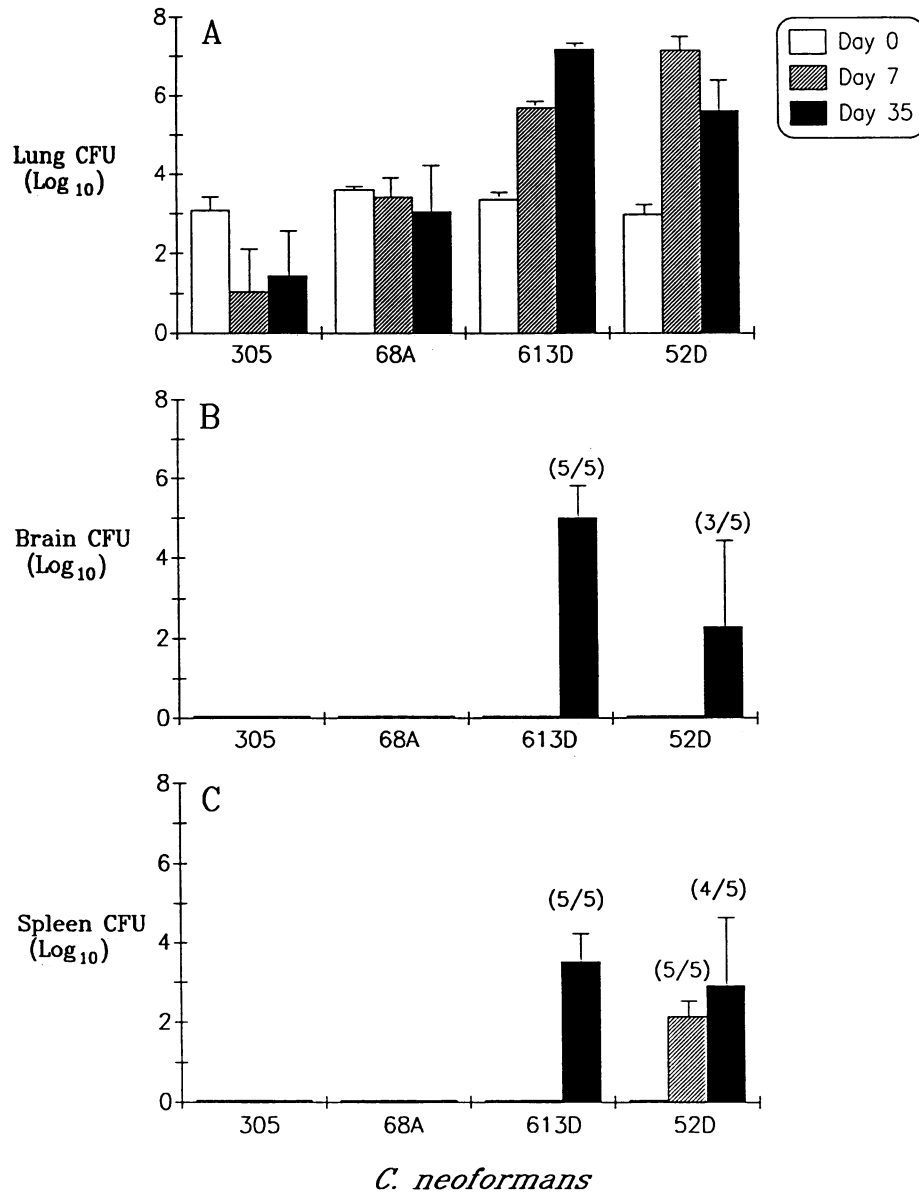 A
8
6
4
2
0
Lung CFU
(Log10)
305 68A 613D 52D
Day 0
Day 7
Day 35
B
8
6
4
2
0
Brain CFU
(Log10)
(5/5)
(3/5)
305 68A 613D 52D
C
8
6
4
2
0
Spleen CFU
(Log10)
(5/5)
(5/5)
(4/5)
305 68A 613D 52D
C. neoformans